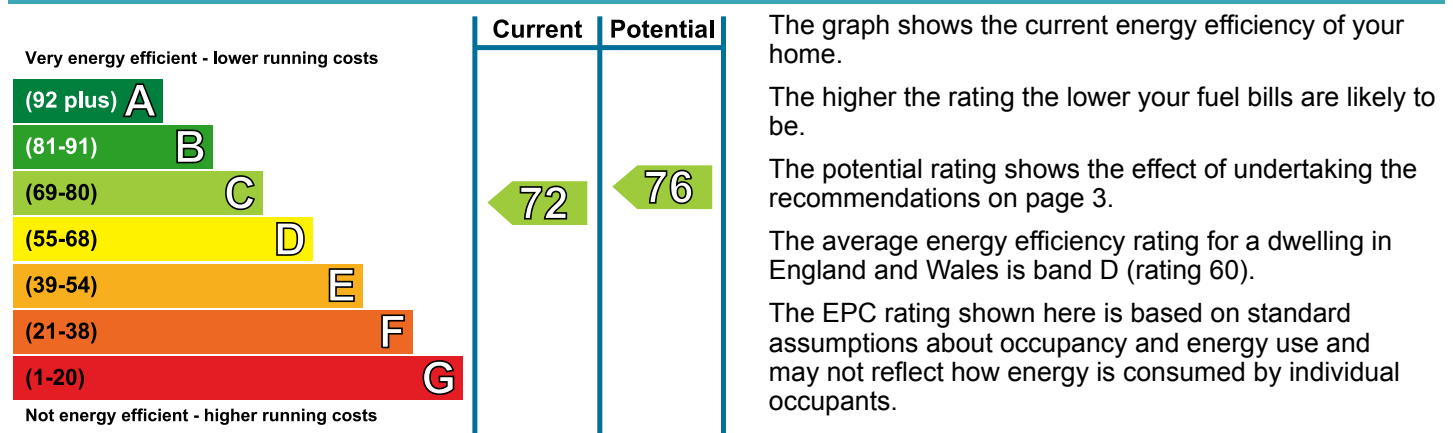 Current Potential
Very energy efficient - lower running costs
(92 plus) A
(81-91) B
(69-80) C
(55-68) D
(39-54) E
(21-38) F
(1-20) G
Not energy efficient - higher running costs
72
76
The graph shows the current energy efficiency of your
home.
The higher the rating the lower your fuel bills are likely to
be.
The potential rating shows the effect of undertaking the
recommendations on page 3.
The average energy efficiency rating for a dwelling in
England and Wales is band D (rating 60).
The EPC rating shown here is based on standard
assumptions about occupancy and energy use and
may not reflect how energy is consumed by individual
occupants.